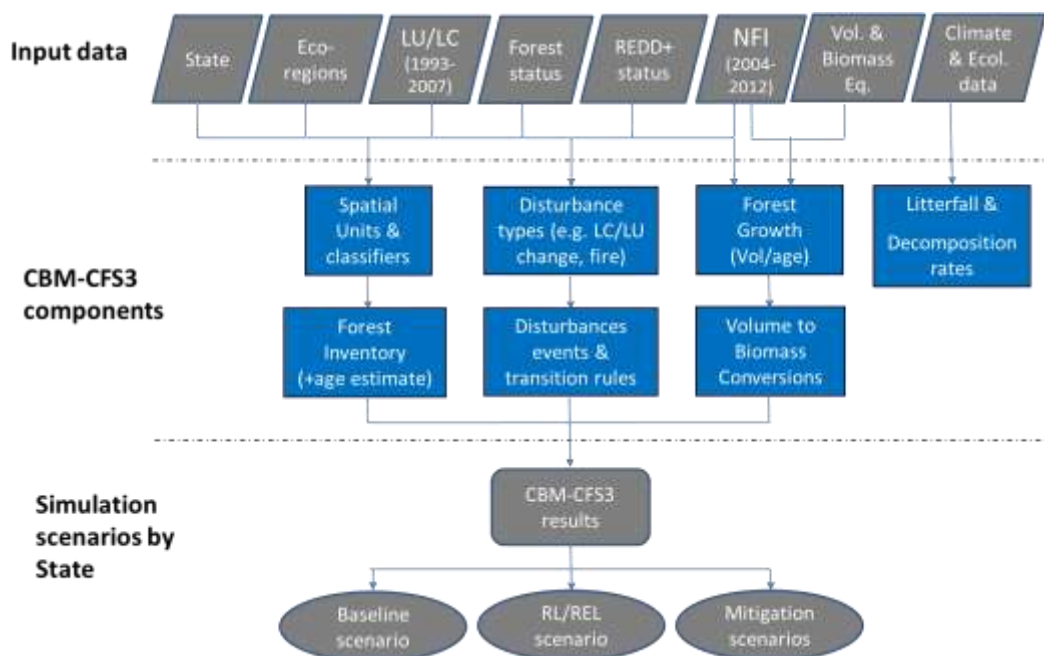 Input data
State
Eco-
regions
LU/LC
(1993-
2007)
Forest
status
REDD+
status
NFI
(2004-
2012)
Vol. &
Biomass
Eq.
Climate
& Ecol.
data
CBM-CFS3
components
Spatial
Units &
classifiers
Disturbance
types (e.g. LC/LU
change, fire)
Forest
Growth
(Vol/age)
Litterfall &
Decomposition
rates
Forest
Inventory
(+age estimate)
Disturbances
events &
transition rules
Volume to
Biomass
Conversions
Simulation
scenarios by
State
CBM-CFS3
results
Baseline
scenario
RL/REL
scenario
Mitigation
scenarios